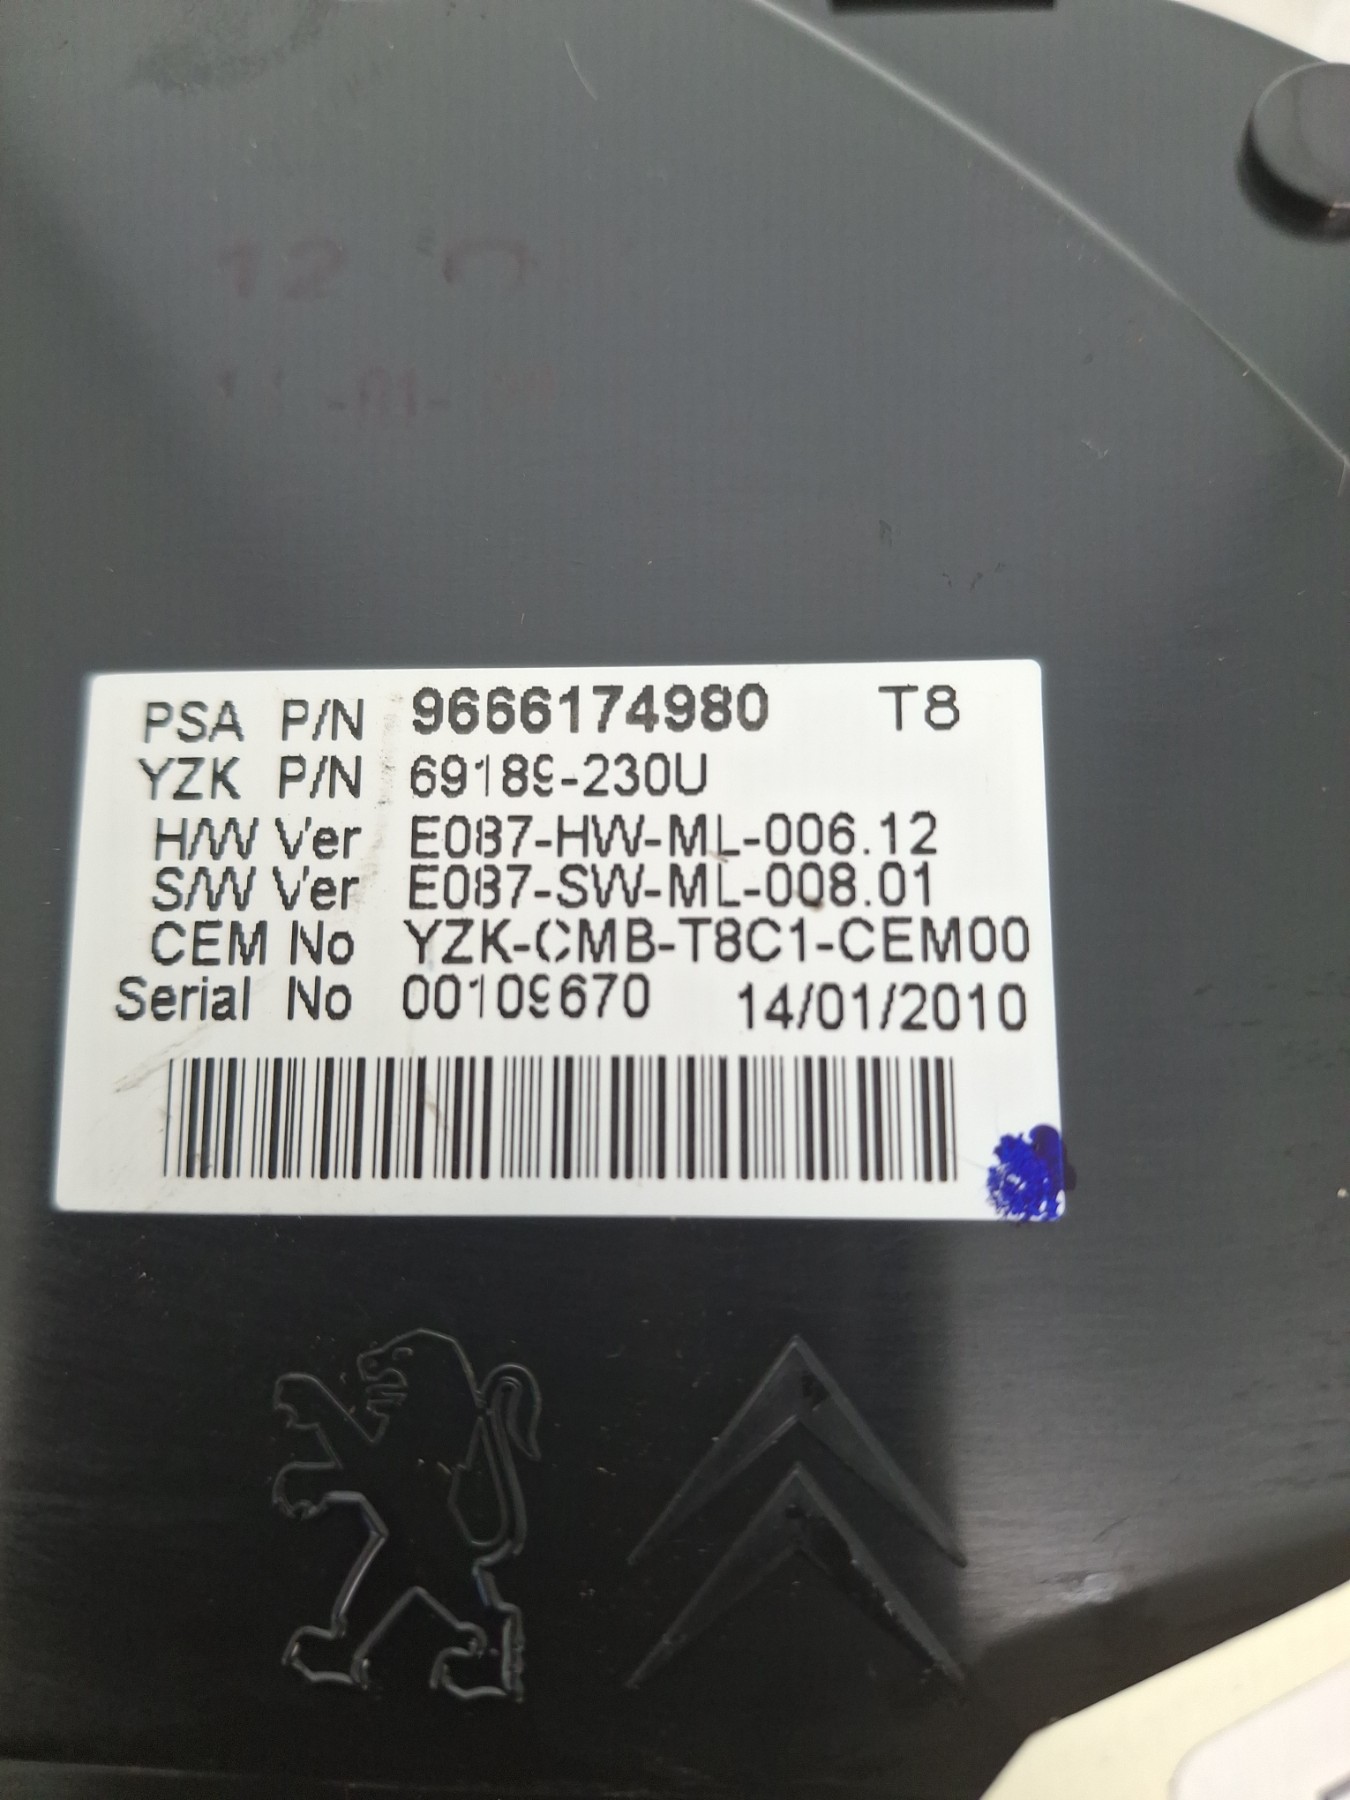 12
PSA P/N 9666174980 T8
YZK P/N 69189-230U
H/W Ver E087-HW-ML-006.12
S/W Ver E087-SW-ML-008.01
CEM No YZK-CMB-T8C1-CEM00
Serial No 00109670 14/01/2010